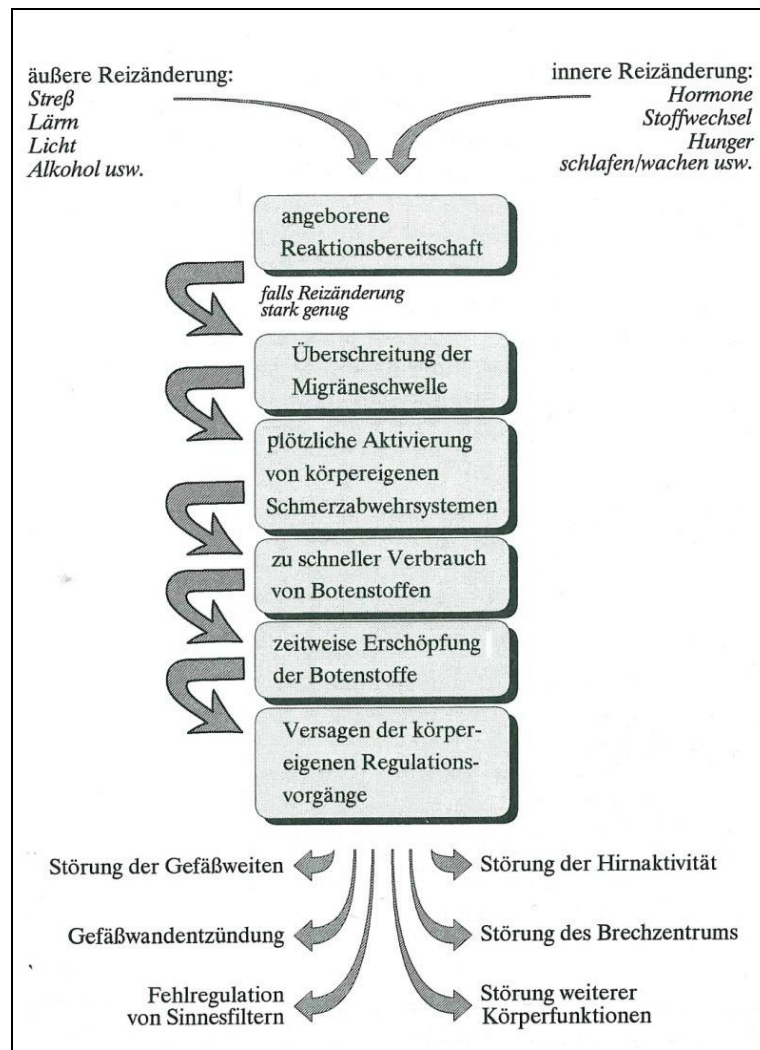 äußere Reizänderung:
Streß
Lärm
Licht
Alkohol usw.
innere Reizänderung:
Hormone
Stoffwechsel
Hunger
schlafen/wachen usw.
angeborene
Reaktionsbereitschaft
falls Reizänderung
stark genug
Überschreitung der
Migräneschwelle
plötzliche Aktivierung
von körpereigenen
Schmerzabwehrsystemen
zu schneller Verbrauch
von Botenstoffen
zeitweise Erschöpfung
der Botenstoffe
Versagen der körper-
eigenen Regulations-
vorgänge
Störung der Gefäßweiten
Gefäßwandentzündung
Fehlregulation
von Sinnesfiltern
Störung der Hirnaktivität
Störung des Brechzentrums
Störung weiterer
Körperfunktionen